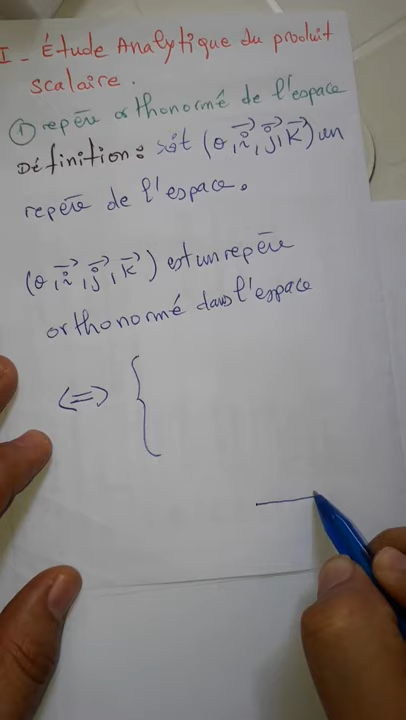 I - Étude Analytique du produit
scalaire.
① repère orthonormé de l'espace
Définition: soit (o, i⃗, j⃗, k⃗) un
repère de l'espace.
(o, i⃗, j⃗, k⃗) est un repère
orthonormé dans l'espace
<=> {